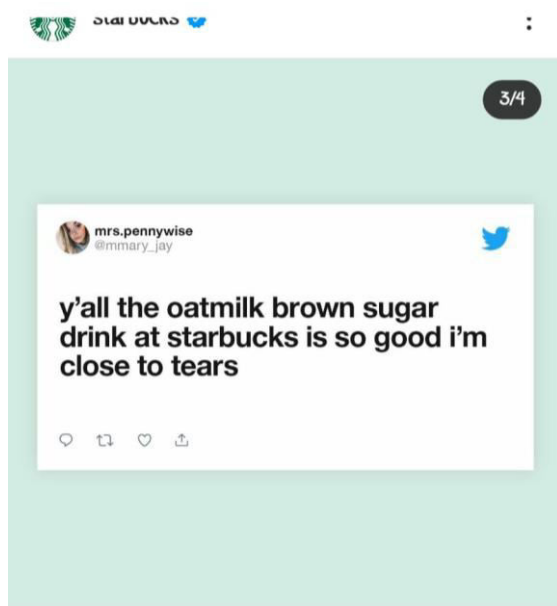 starbucks
3/4
mrs.pennywise
@mmary_jay
y'all the oatmilk brown sugar
drink at starbucks is so good i'm
close to tears